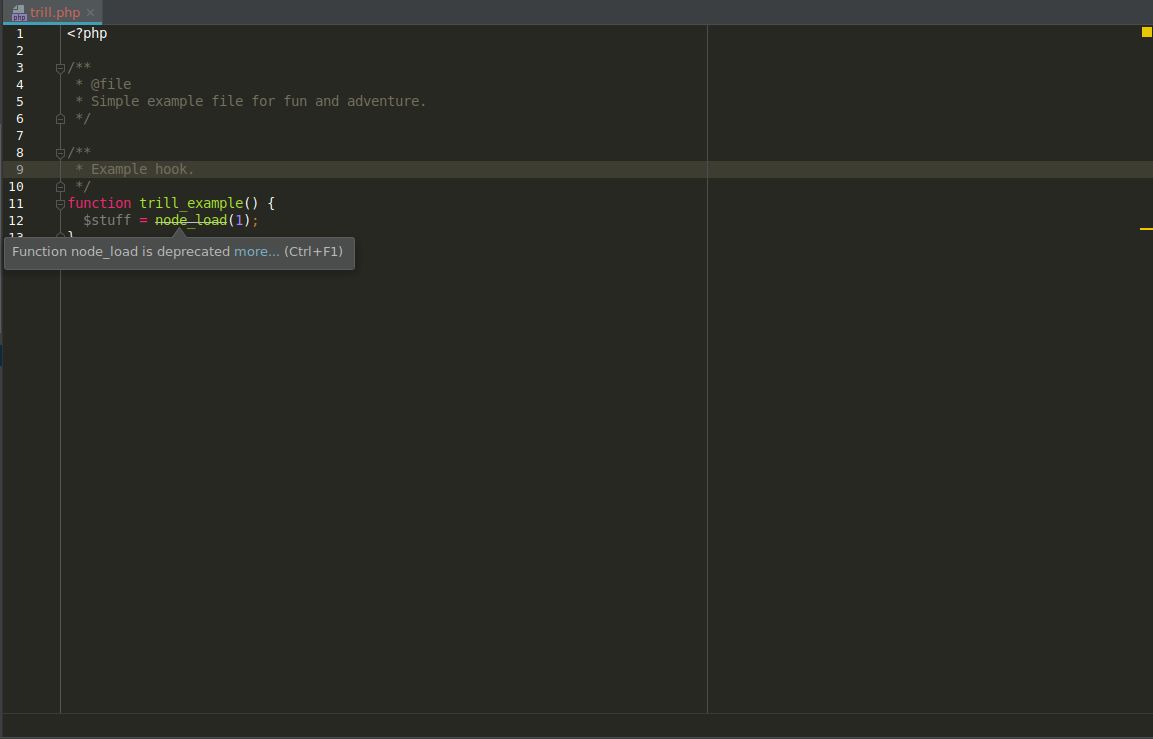 trill.php
1 <?php
2
3 /**
4  * @file
5  * Simple example file for fun and adventure.
6  */
7
8 /**
9  * Example hook.
10  */
11 function trill_example() {
12   $stuff = node_load(1);
13 }
Function node_load is deprecated more... (Ctrl+F1)